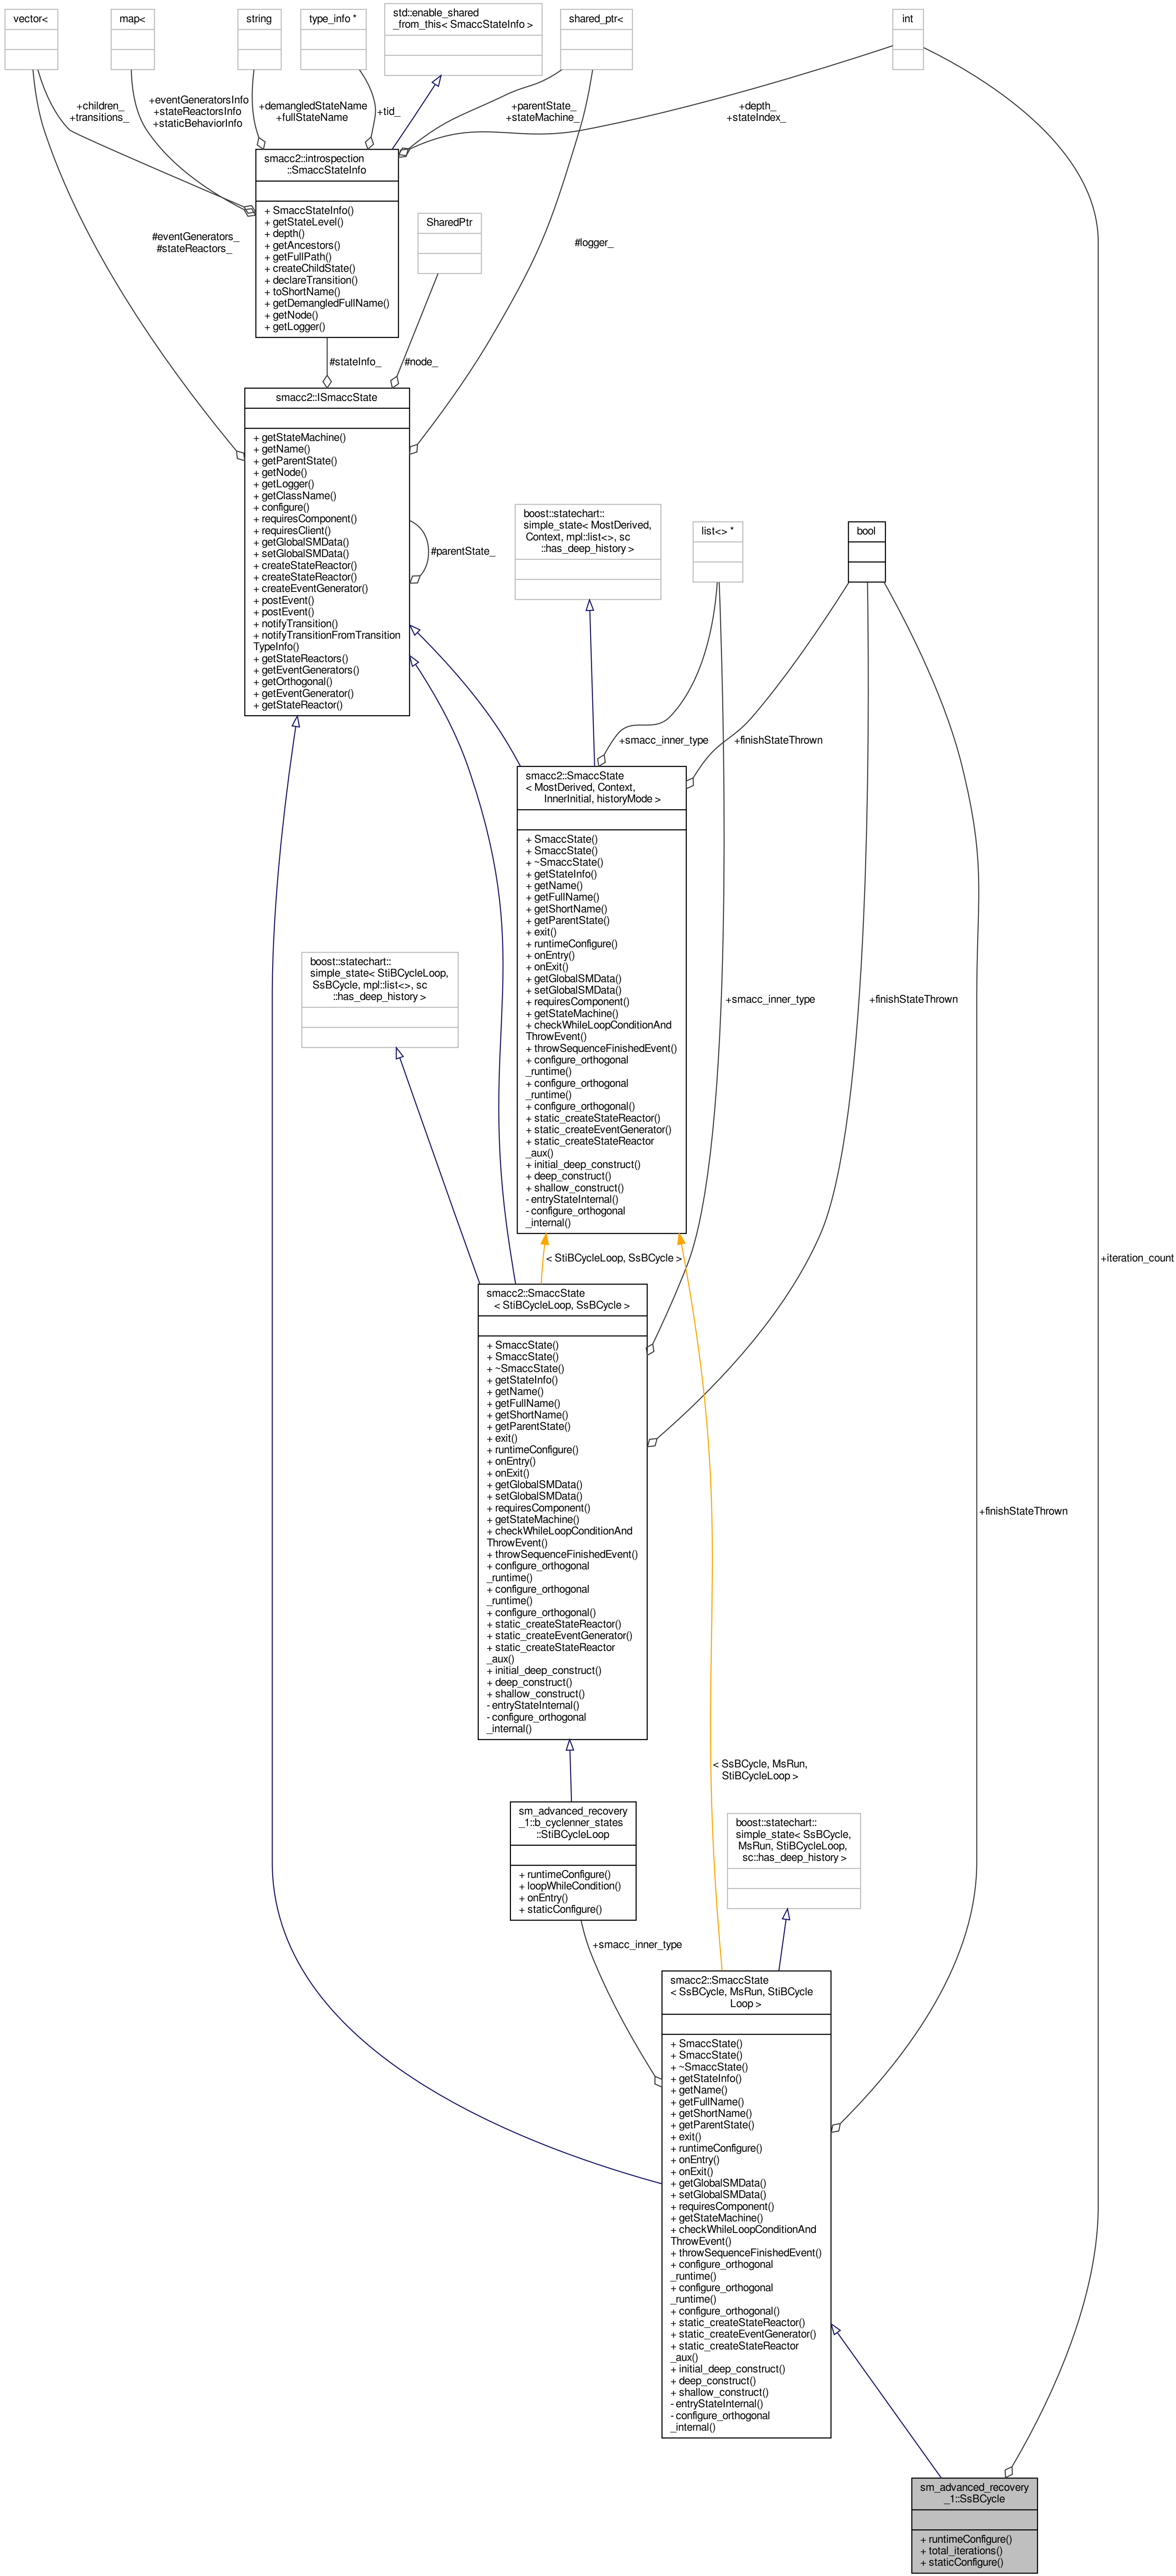 vector<
map<
string
type_info *
std::enable_shared
_from_this< SmaccStateInfo >
shared_ptr<
int
+children_
+transitions_
+eventGeneratorsInfo
+stateReactorsInfo
+staticBehaviorInfo
+demangledStateName
+fullStateName
+tid_
+parentState_
+stateMachine_
+depth_
+stateIndex_
smacc2::introspection
::SmaccStateInfo
+ SmaccStateInfo()
+ getStateLevel()
+ depth()
+ getAncestors()
+ getFullPath()
+ createChildState()
+ declareTransition()
+ toShortName()
+ getDemangledFullName()
+ getNode()
+ getLogger()
SharedPtr
#eventGenerators_
#stateReactors_
#logger_
#stateInfo_
#node_
smacc2::ISmaccState
+ getStateMachine()
+ getName()
+ getParentState()
+ getNode()
+ getLogger()
+ getClassName()
+ configure()
+ requiresComponent()
+ requiresClient()
+ getGlobalSMData()
+ setGlobalSMData()
+ createStateReactor()
+ createStateReactor()
+ createEventGenerator()
+ postEvent()
+ postEvent()
+ notifyTransition()
+ notifyTransitionFromTransition
TypeInfo()
+ getStateReactors()
+ getEventGenerators()
+ getOrthogonal()
+ getEventGenerator()
+ getStateReactor()
#parentState_
boost::statechart::
simple_state< MostDerived,
Context, mpl::list<>, sc
::has_deep_history >
list<> *
bool
+smacc_inner_type
+finishStateThrown
smacc2::SmaccState
< MostDerived, Context,
InnerInitial, historyMode >
+ SmaccState()
+ SmaccState()
+ ~SmaccState()
+ getStateInfo()
+ getName()
+ getFullName()
+ getShortName()
+ getParentState()
+ exit()
+ runtimeConfigure()
+ onEntry()
+ onExit()
+ getGlobalSMData()
+ setGlobalSMData()
+ requiresComponent()
+ getStateMachine()
+ checkWhileLoopConditionAnd
ThrowEvent()
+ throwSequenceFinishedEvent()
+ configure_orthogonal
_runtime()
+ configure_orthogonal
_runtime()
+ configure_orthogonal()
+ static_createStateReactor()
+ static_createEventGenerator()
+ static_createStateReactor
_aux()
+ initial_deep_construct()
+ deep_construct()
+ shallow_construct()
- entryStateInternal()
- configure_orthogonal
_internal()
boost::statechart::
simple_state< StiBCycleLoop,
SsBCycle, mpl::list<>, sc
::has_deep_history >
+smacc_inner_type
+finishStateThrown
+iteration_count
< StiBCycleLoop, SsBCycle >
smacc2::SmaccState
< StiBCycleLoop, SsBCycle >
+ SmaccState()
+ SmaccState()
+ ~SmaccState()
+ getStateInfo()
+ getName()
+ getFullName()
+ getShortName()
+ getParentState()
+ exit()
+ runtimeConfigure()
+ onEntry()
+ onExit()
+ getGlobalSMData()
+ setGlobalSMData()
+ requiresComponent()
+ getStateMachine()
+ checkWhileLoopConditionAnd
ThrowEvent()
+ throwSequenceFinishedEvent()
+ configure_orthogonal
_runtime()
+ configure_orthogonal
_runtime()
+ configure_orthogonal()
+ static_createStateReactor()
+ static_createEventGenerator()
+ static_createStateReactor
_aux()
+ initial_deep_construct()
+ deep_construct()
+ shallow_construct()
- entryStateInternal()
- configure_orthogonal
_internal()
+finishStateThrown
< SsBCycle, MsRun,
StiBCycleLoop >
sm_advanced_recovery
_1::b_cyclenner_states
::StiBCycleLoop
+ runtimeConfigure()
+ loopWhileCondition()
+ onEntry()
+ staticConfigure()
boost::statechart::
simple_state< SsBCycle,
MsRun, StiBCycleLoop,
sc::has_deep_history >
+smacc_inner_type
smacc2::SmaccState
< SsBCycle, MsRun, StiBCycle
Loop >
+ SmaccState()
+ SmaccState()
+ ~SmaccState()
+ getStateInfo()
+ getName()
+ getFullName()
+ getShortName()
+ getParentState()
+ exit()
+ runtimeConfigure()
+ onEntry()
+ onExit()
+ getGlobalSMData()
+ setGlobalSMData()
+ requiresComponent()
+ getStateMachine()
+ checkWhileLoopConditionAnd
ThrowEvent()
+ throwSequenceFinishedEvent()
+ configure_orthogonal
_runtime()
+ configure_orthogonal
_runtime()
+ configure_orthogonal()
+ static_createStateReactor()
+ static_createEventGenerator()
+ static_createStateReactor
_aux()
+ initial_deep_construct()
+ deep_construct()
+ shallow_construct()
- entryStateInternal()
- configure_orthogonal
_internal()
sm_advanced_recovery
_1::SsBCycle
+ runtimeConfigure()
+ total_iterations()
+ staticConfigure()